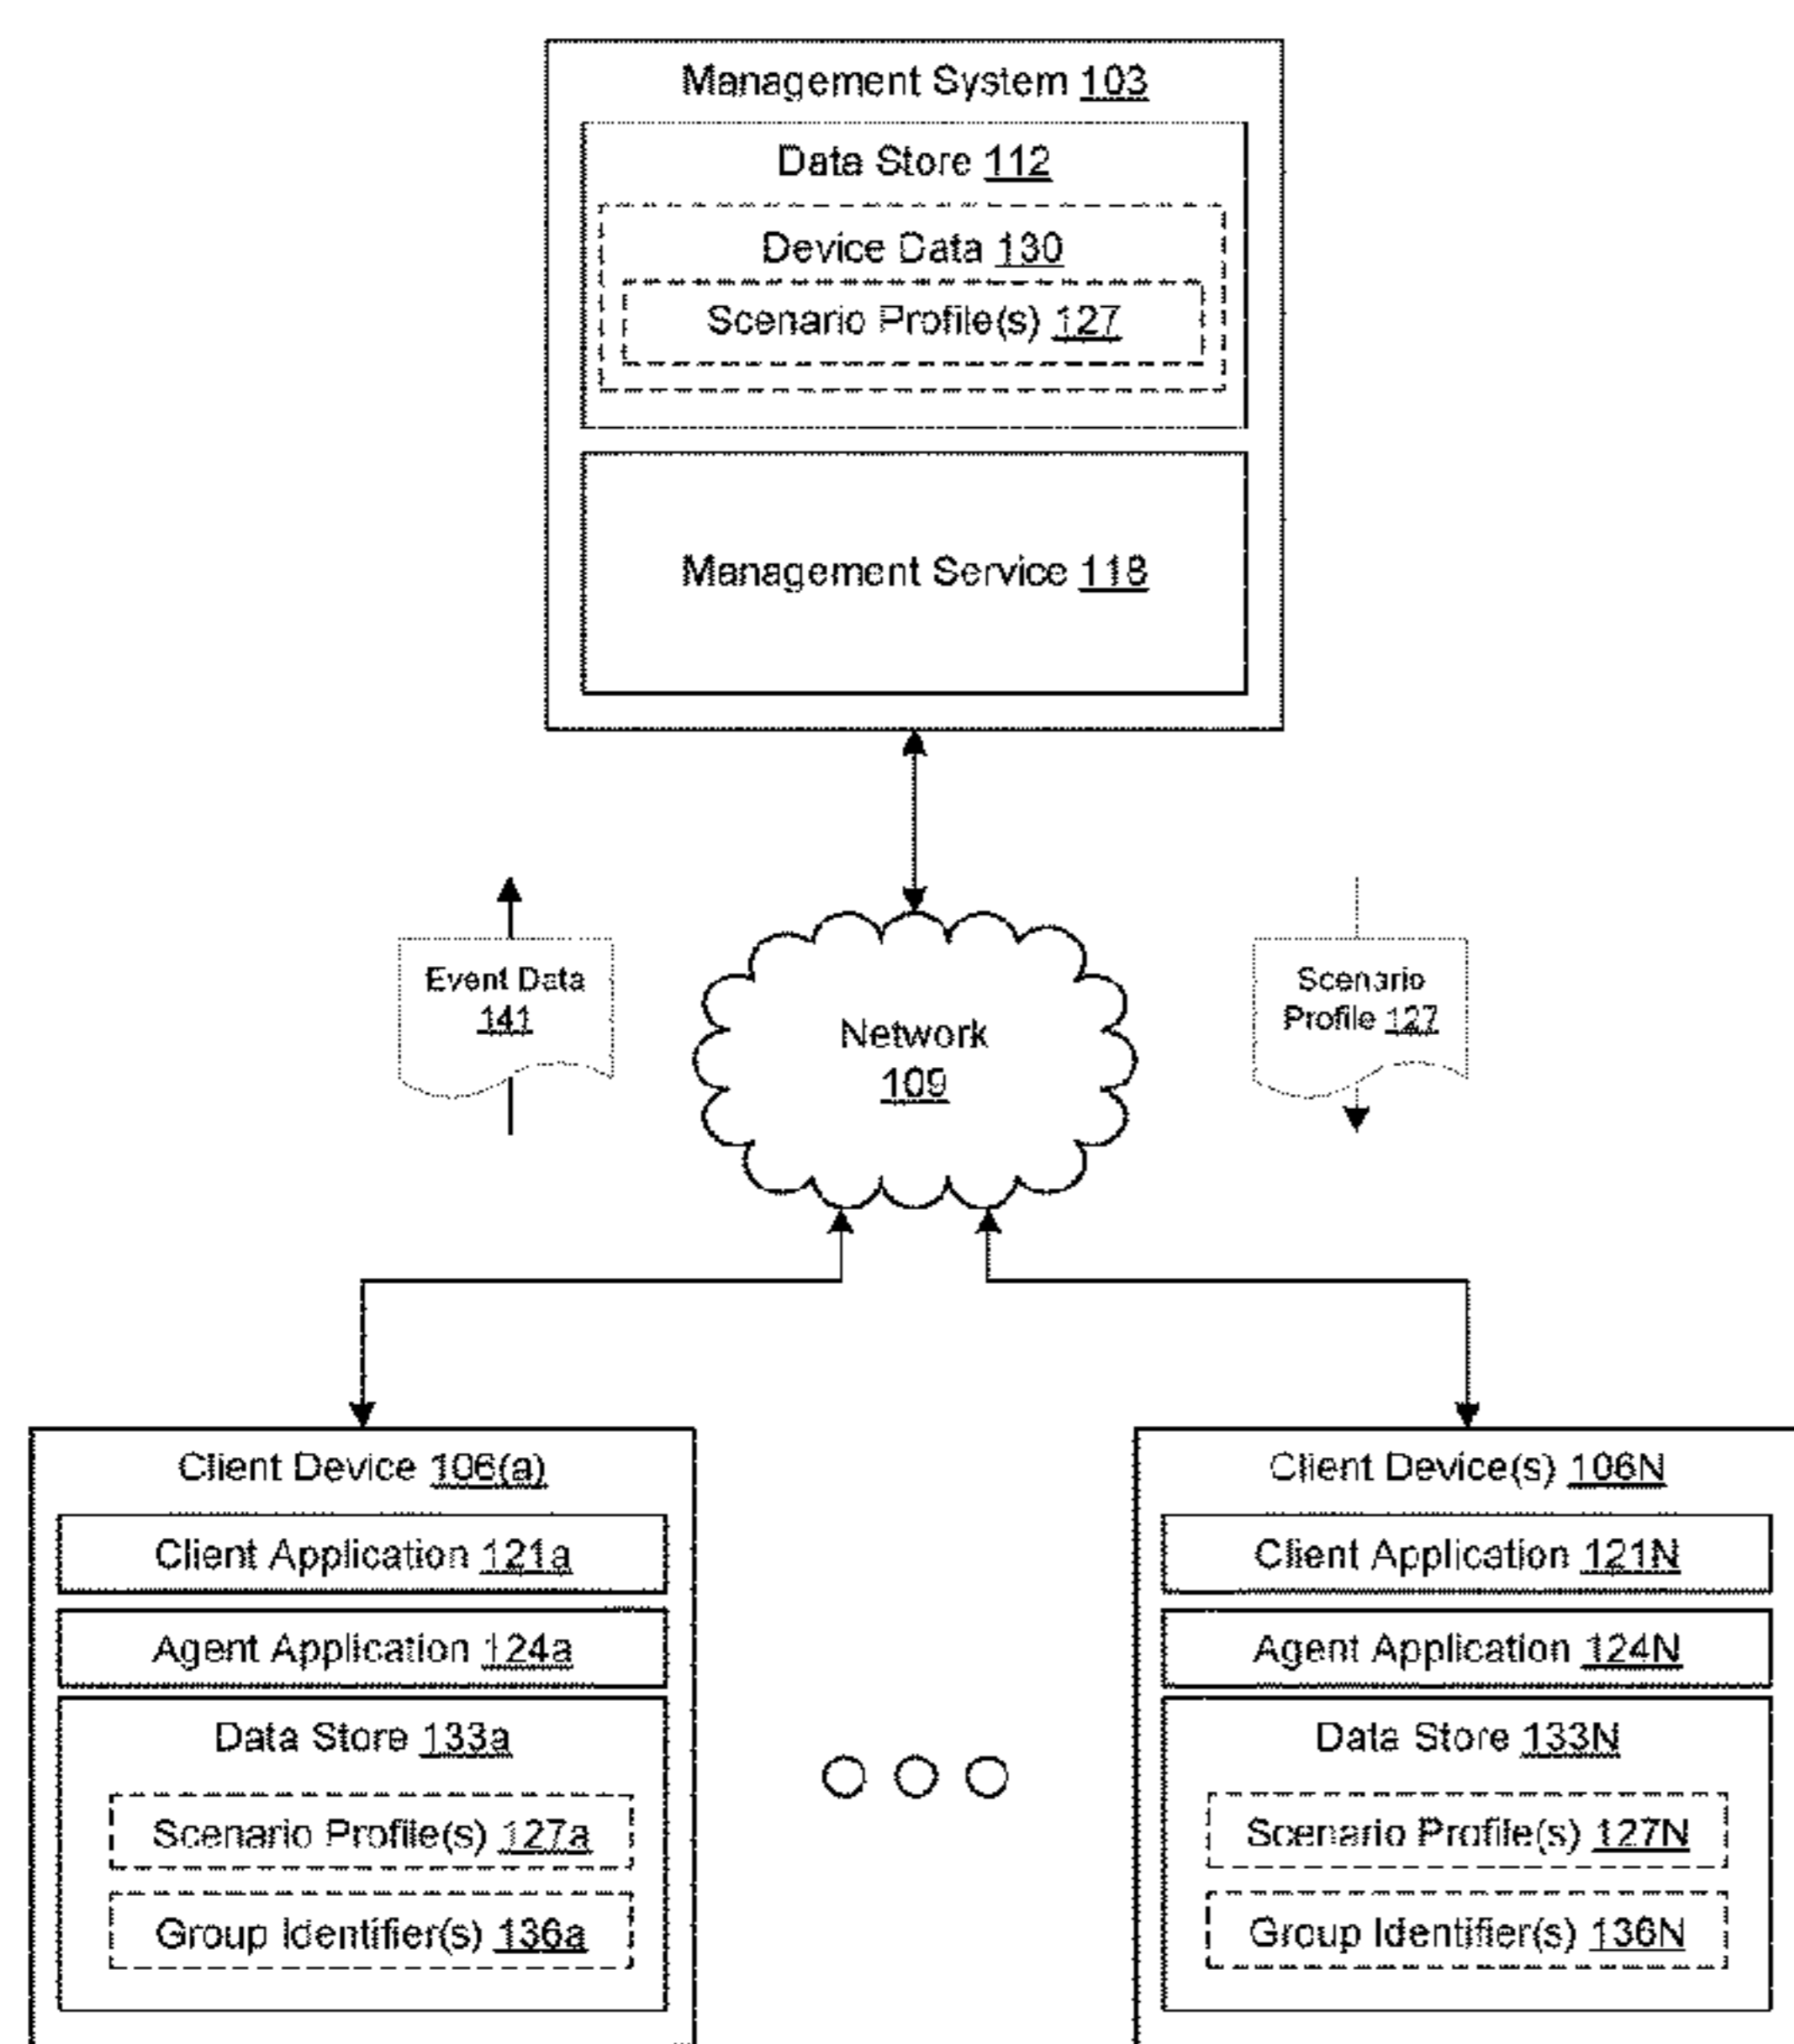 Management System 103
Data Store 112
Device Data 130
Scenario Profile(s) 127
Management Service 118
Event Data
141
Network
109
Scenario
Profile 127
Client Device 106(a)
Client Application 121a
Agent Application 124a
Data Store 133a
Scenario Profile(s) 127a
Group Identifier(s) 136a
Client Device(s) 106N
Client Application 121N
Agent Application 124N
Data Store 133N
Scenario Profile(s) 127N
Group Identifier(s) 136N